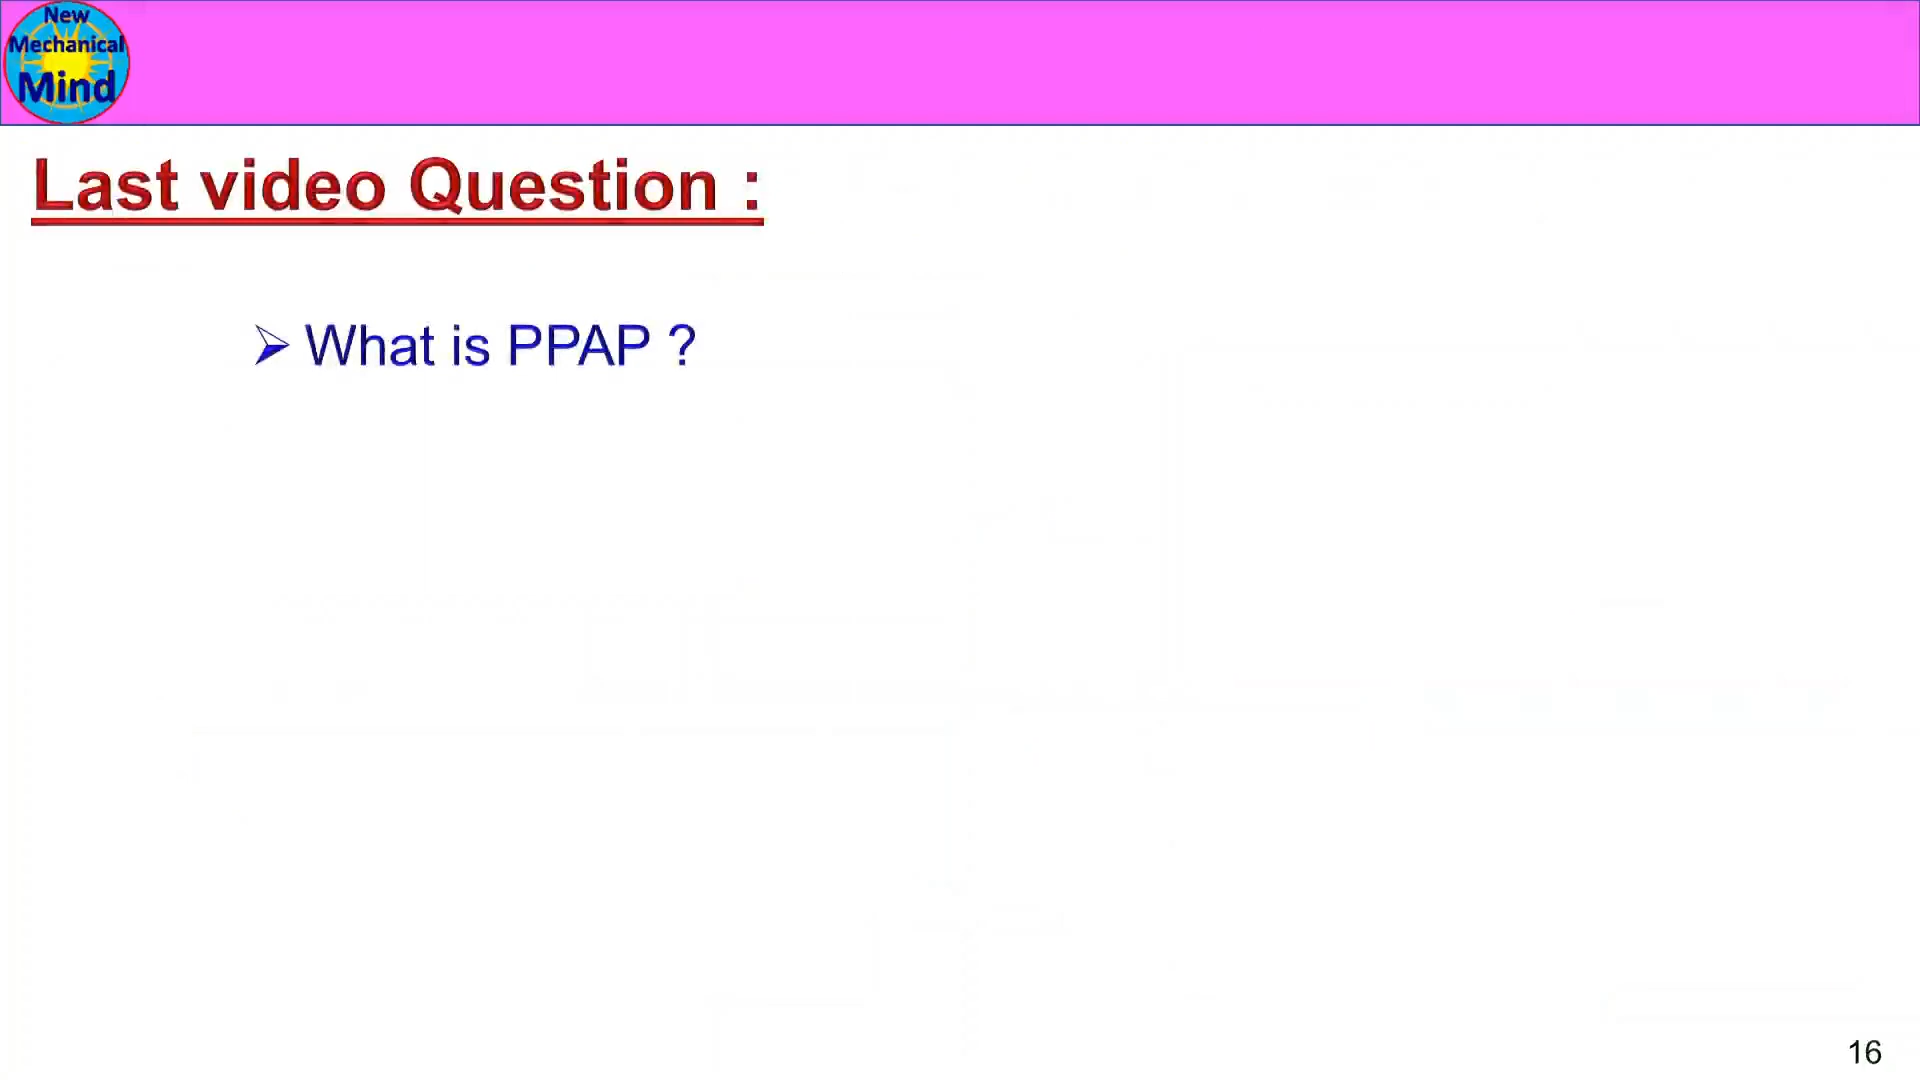 New
Mechanical
Mind
Last video Question :
➢ What is PPAP ?
16